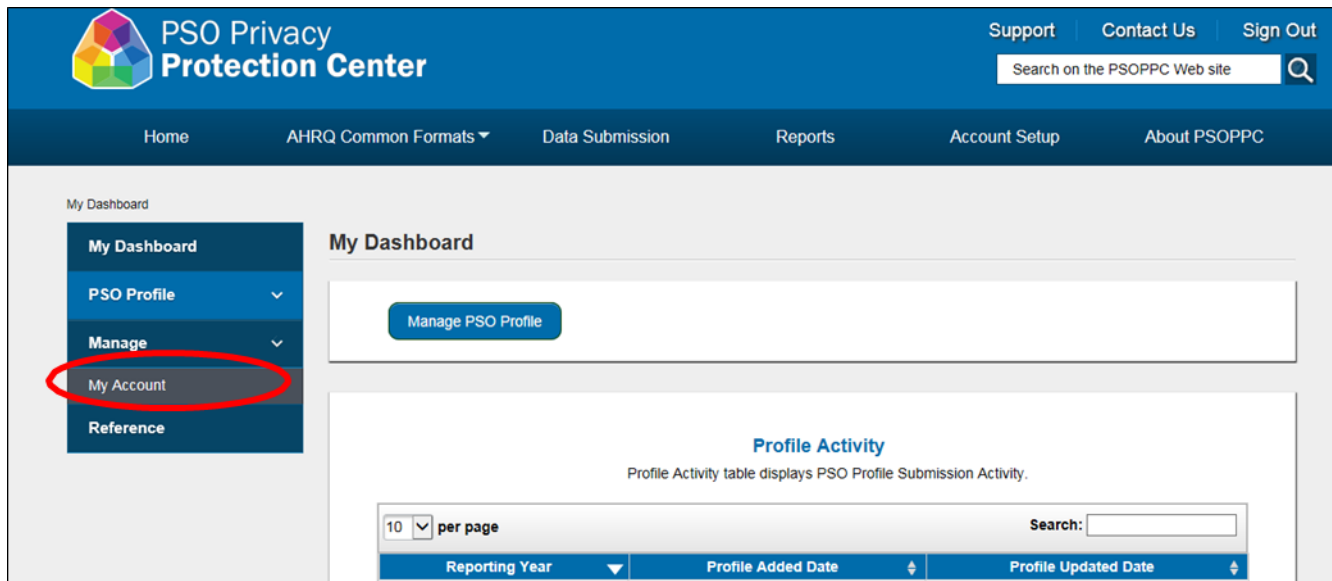 PSO Privacy
Protection Center
Support Contact Us Sign Out
Search on the PSOPPC Web site
Home AHRQ Common Formats Data Submission Reports Account Setup About PSOPPC
My Dashboard
My Dashboard
PSO Profile
Manage
My Account
Reference
My Dashboard
Manage PSO Profile
Profile Activity
Profile Activity table displays PSO Profile Submission Activity.
10 per page Search:
Reporting Year Profile Added Date Profile Updated Date